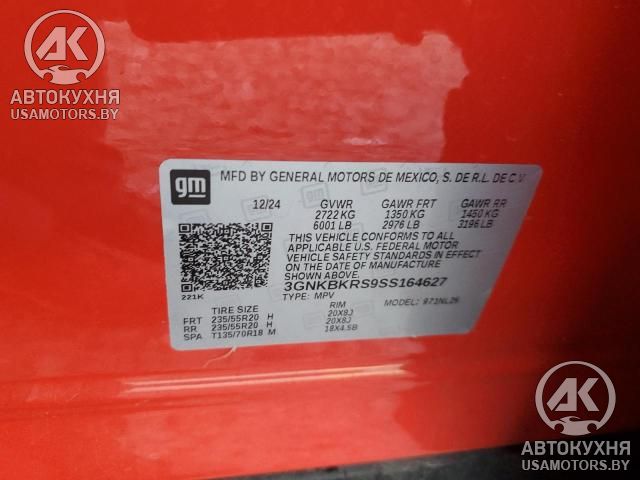 AK
АВТОКУХНЯ
USAMOTORS.BY
gm
MFD BY GENERAL MOTORS DE MEXICO, S. DE R.L. DE C.V.
12/24 GVWR GAWR FRT GAWR RR
2722 KG 1350 KG 1450 KG
6001 LB 2976 LB 3196 LB
THIS VEHICLE CONFORMS TO ALL
APPLICABLE U.S. FEDERAL MOTOR
VEHICLE SAFETY STANDARDS IN EFFECT
ON THE DATE OF MANUFACTURE
SHOWN ABOVE.
3GNKBKRS9SS164627
221K TYPE: MPV MODEL:
TIRE SIZE RIM
FRT 235/55R20 H 20X8J
RR 235/55R20 H 20X8J
SPA T135/70R18 M 18X4.5B
AK
АВТОКУХНЯ
USAMOTORS.BY